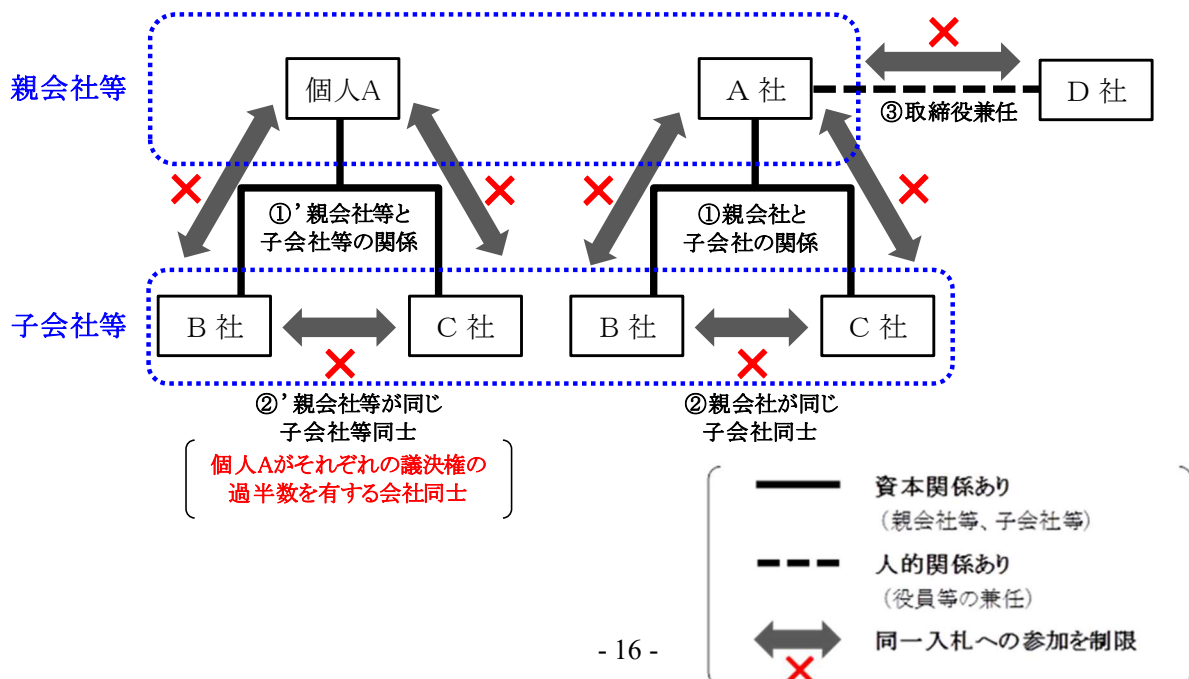 親会社等
個人A
A 社
D 社
③取締役兼任
①’親会社等と
子会社等の関係
①親会社と
子会社の関係
子会社等
B 社
C 社
B 社
C 社
②’親会社等が同じ
子会社等同士
②親会社が同じ
子会社同士
個人Aがそれぞれの議決権の
過半数を有する会社同士
資本関係あり
（親会社等、子会社等）
人的関係あり
（役員等の兼任）
同一入札への参加を制限
- 16 -